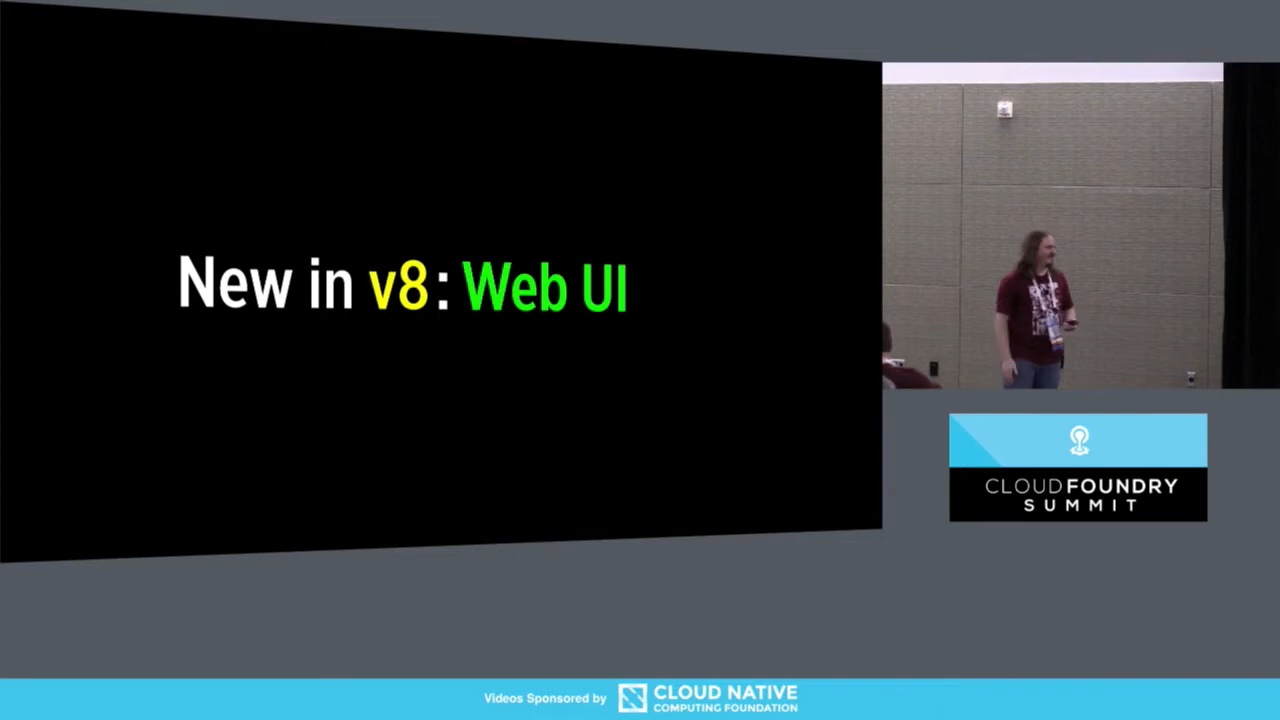 New in v8: Web UI
CLOUDFOUNDRY
SUMMIT
Videos Sponsored by
CLOUD NATIVE
COMPUTING FOUNDATION